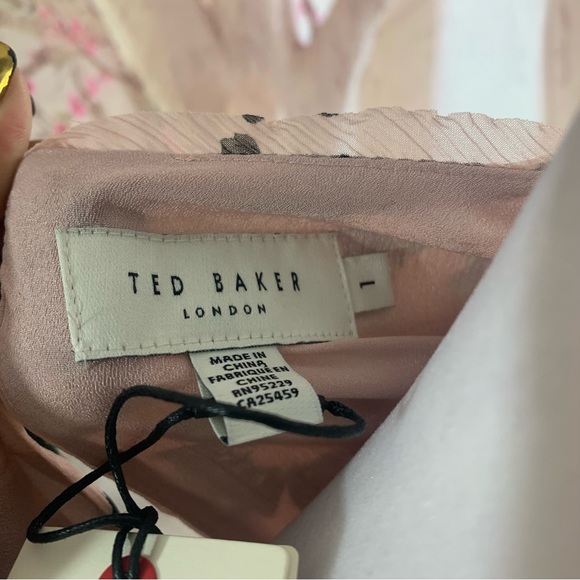 TED BAKER
LONDON
1
MADE IN
CHINA
FABRIQUE EN
CHINE
RN95229
CA25459